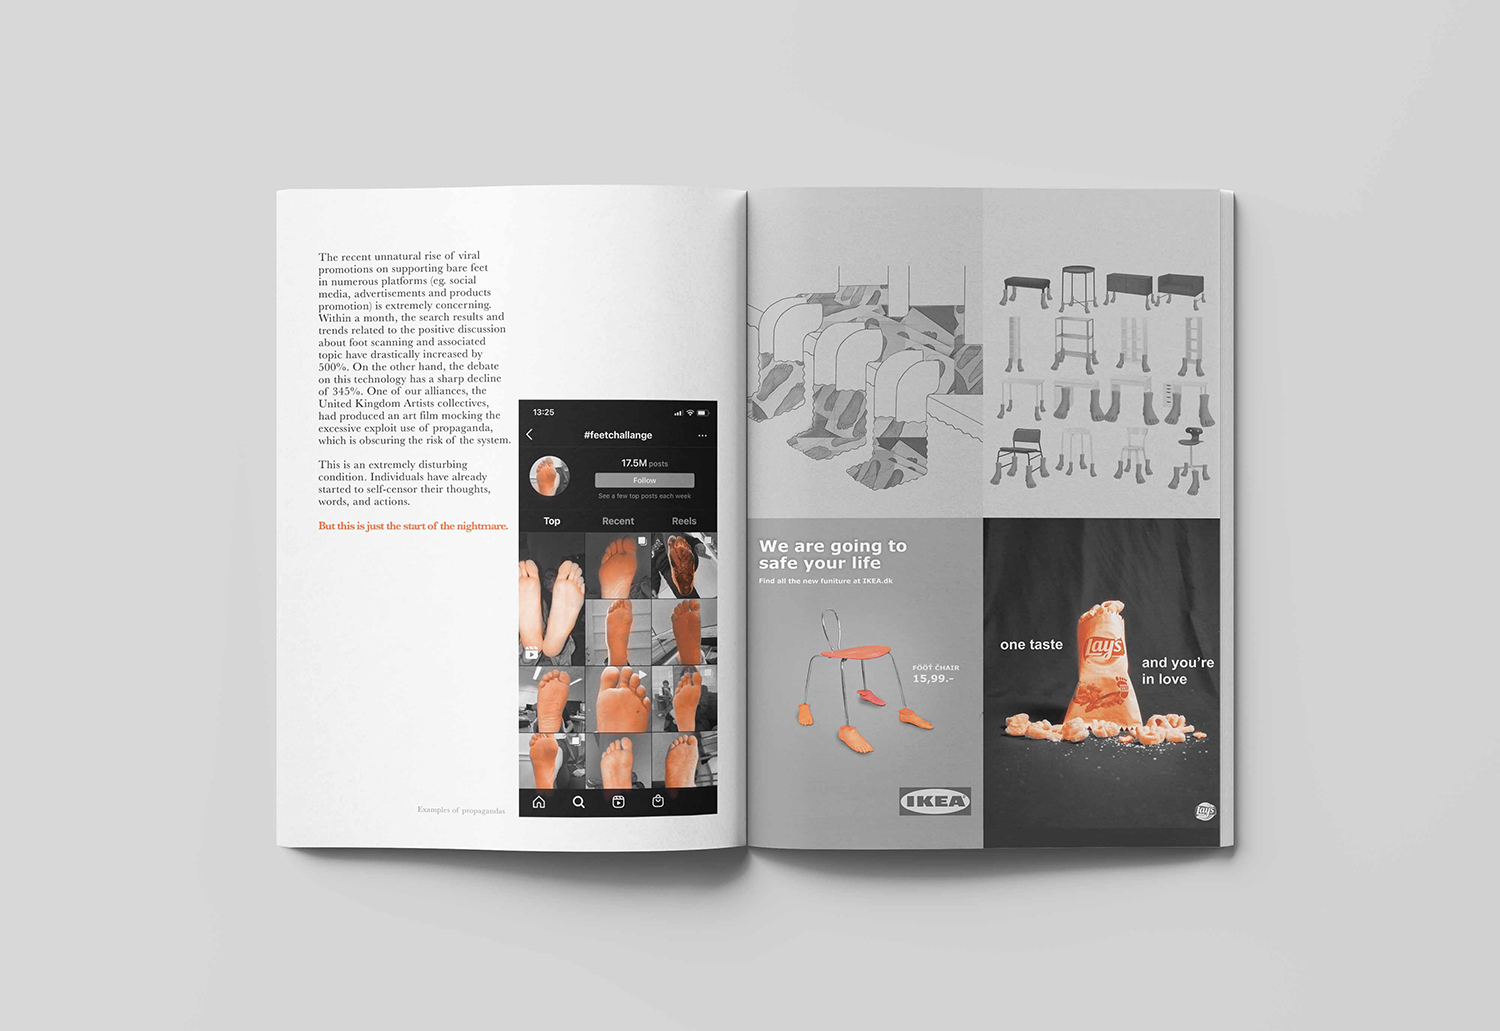 The recent unnatural rise of viral
promotions on supporting bare feet
in numerous platforms (eg. social
media, advertisements and products
promotion) is extremely concerning.
Within a month, the search results and
trends related to the positive discussion
about foot scanning and associated
topic have drastically increased by
500%. On the other hand, the debate
on this technology has a sharp decline
of 345%. One of our alliances, the
United Kingdom Artists collectives,
had produced an art film mocking the
excessive exploit use of propaganda,
which is obscuring the risk of the system.
This is an extremely disturbing
condition. Individuals have already
started to self-censor their thoughts,
words, and actions.
But this is just the start of the nightmare.
Examples of propagandas
13:25
#feetchallange
17.5M posts
Follow
See a few top posts each week
Top Recent Reels
We are going to
safe your life
Find all the new funiture at IKEA.dk
FÖÖŤ ČHAIR
15,99.-
IKEA
one taste
Lay's
and you're
in love
Lay's